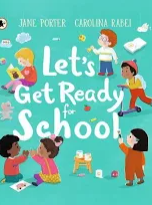 JANE PORTER
CAROLINA RABEI
Let's
Get Ready
for
School